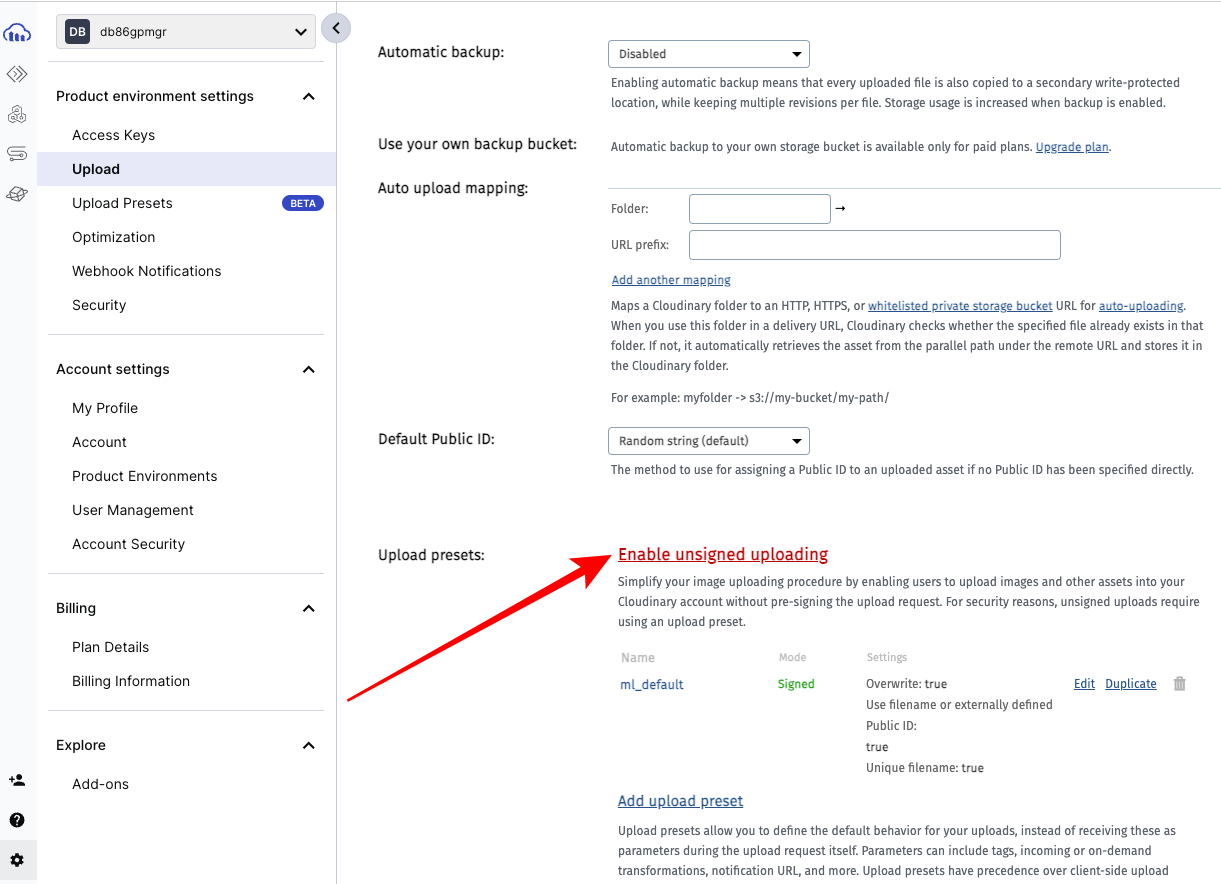 DB db86gpmgr
Product environment settings
Access Keys
Upload
Upload Presets BETA
Optimization
Webhook Notifications
Security
Account settings
My Profile
Account
Product Environments
User Management
Account Security
Billing
Plan Details
Billing Information
Explore
Add-ons
Automatic backup:
Disabled
Enabling automatic backup means that every uploaded file is also copied to a secondary write-protected
location, while keeping multiple revisions per file. Storage usage is increased when backup is enabled.
Use your own backup bucket:
Automatic backup to your own storage bucket is available only for paid plans. Upgrade plan.
Auto upload mapping:
Folder: →
URL prefix:
Add another mapping
Maps a Cloudinary folder to an HTTP, HTTPS, or whitelisted private storage bucket URL for auto-uploading.
When you use this folder in a delivery URL, Cloudinary checks whether the specified file already exists in that
folder. If not, it automatically retrieves the asset from the parallel path under the remote URL and stores it in
the Cloudinary folder.
For example: myfolder -> s3://my-bucket/my-path/
Default Public ID:
Random string (default)
The method to use for assigning a Public ID to an uploaded asset if no Public ID has been specified directly.
Upload presets:
Enable unsigned uploading
Simplify your image uploading procedure by enabling users to upload images and other assets into your
Cloudinary account without pre-signing the upload request. For security reasons, unsigned uploads require
using an upload preset.
Name Mode Settings
ml_default Signed Overwrite: true Edit Duplicate
Use filename or externally defined
Public ID:
true
Unique filename: true
Add upload preset
Upload presets allow you to define the default behavior for your uploads, instead of receiving these as
parameters during the upload request itself. Parameters can include tags, incoming or on-demand
transformations, notification URL, and more. Upload presets have precedence over client-side upload